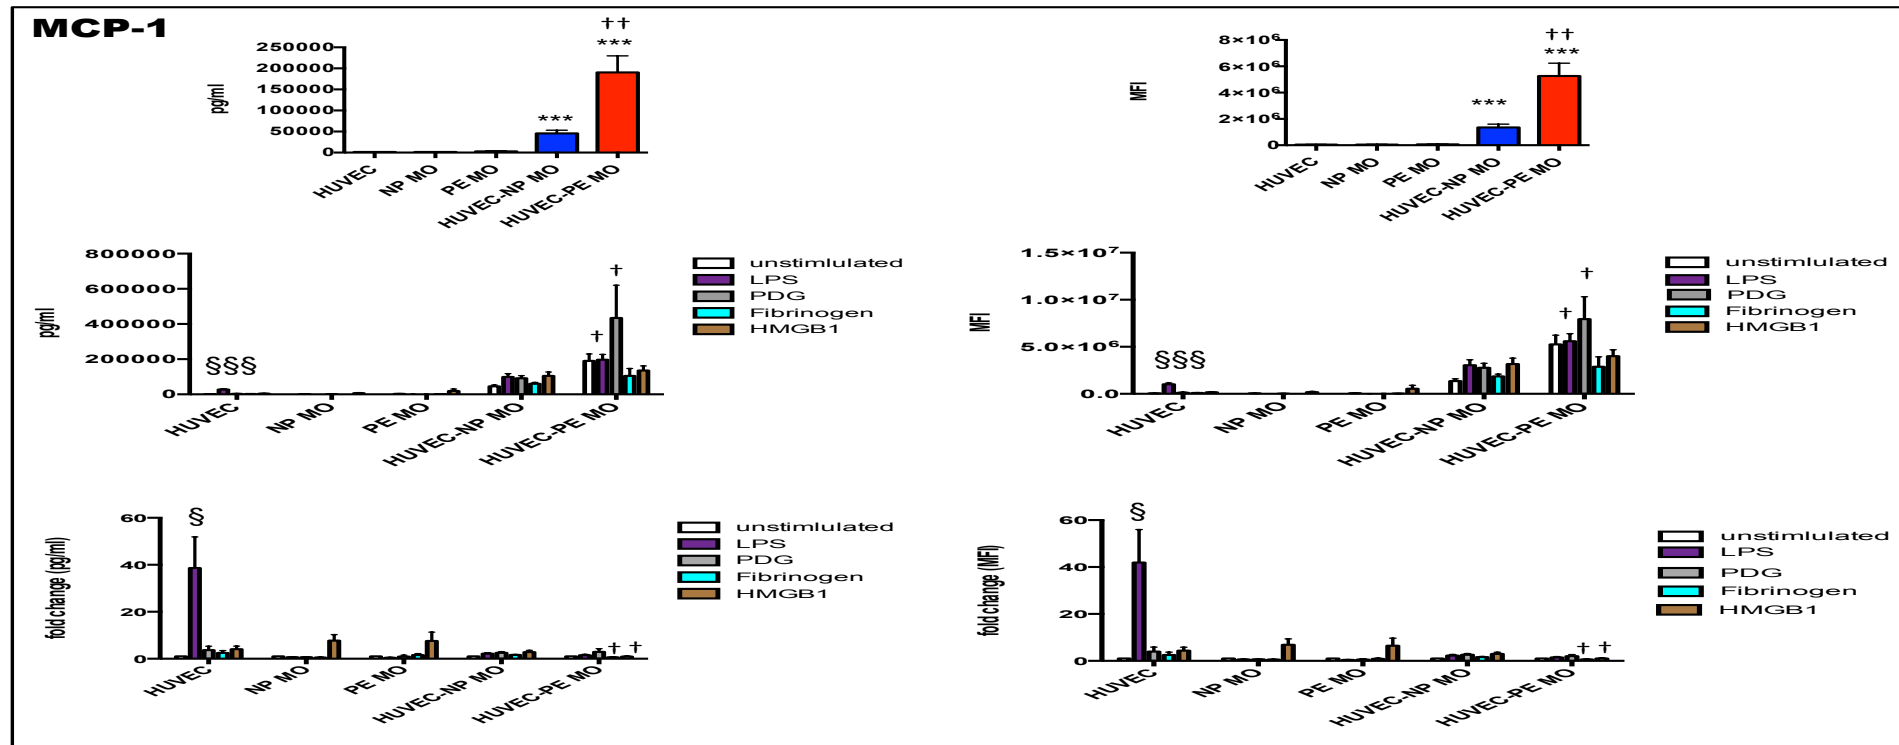 MCP-1
††
***
***
250000
200000
150000
100000
50000
0
pg/ml
HUVEC
NP MO
PE MO
HUVEC-NP MO
HUVEC-PE MO
††
***
***
8×10⁶
6×10⁶
4×10⁶
2×10⁶
0
MFI
HUVEC
NP MO
PE MO
HUVEC-NP MO
HUVEC-PE MO
800000
600000
400000
200000
0
pg/ml
§§§
†
†
HUVEC
NP MO
PE MO
HUVEC-NP MO
HUVEC-PE MO
unstimlulated
LPS
PDG
Fibrinogen
HMGB1
1.5×10⁷
1.0×10⁷
5.0×10⁶
0.0
MFI
§§§
†
†
HUVEC
NP MO
PE MO
HUVEC-NP MO
HUVEC-PE MO
unstimlulated
LPS
PDG
Fibrinogen
HMGB1
60
40
20
0
fold change (pg/ml)
§
† †
HUVEC
NP MO
PE MO
HUVEC-NP MO
HUVEC-PE MO
unstimlulated
LPS
PDG
Fibrinogen
HMGB1
60
40
20
0
fold change (MFI)
§
† †
HUVEC
NP MO
PE MO
HUVEC-NP MO
HUVEC-PE MO
unstimlulated
LPS
PDG
Fibrinogen
HMGB1